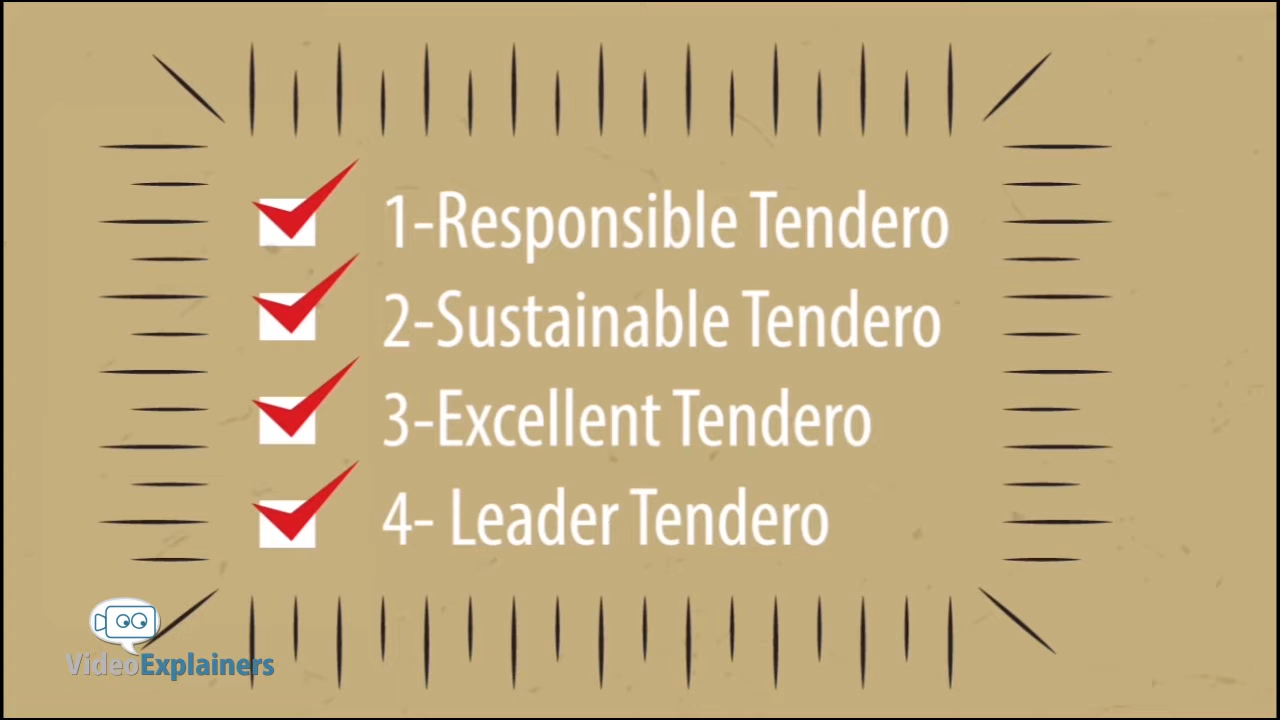 1-Responsible Tendero
2-Sustainable Tendero
3-Excellent Tendero
4- Leader Tendero
VideoExplainers